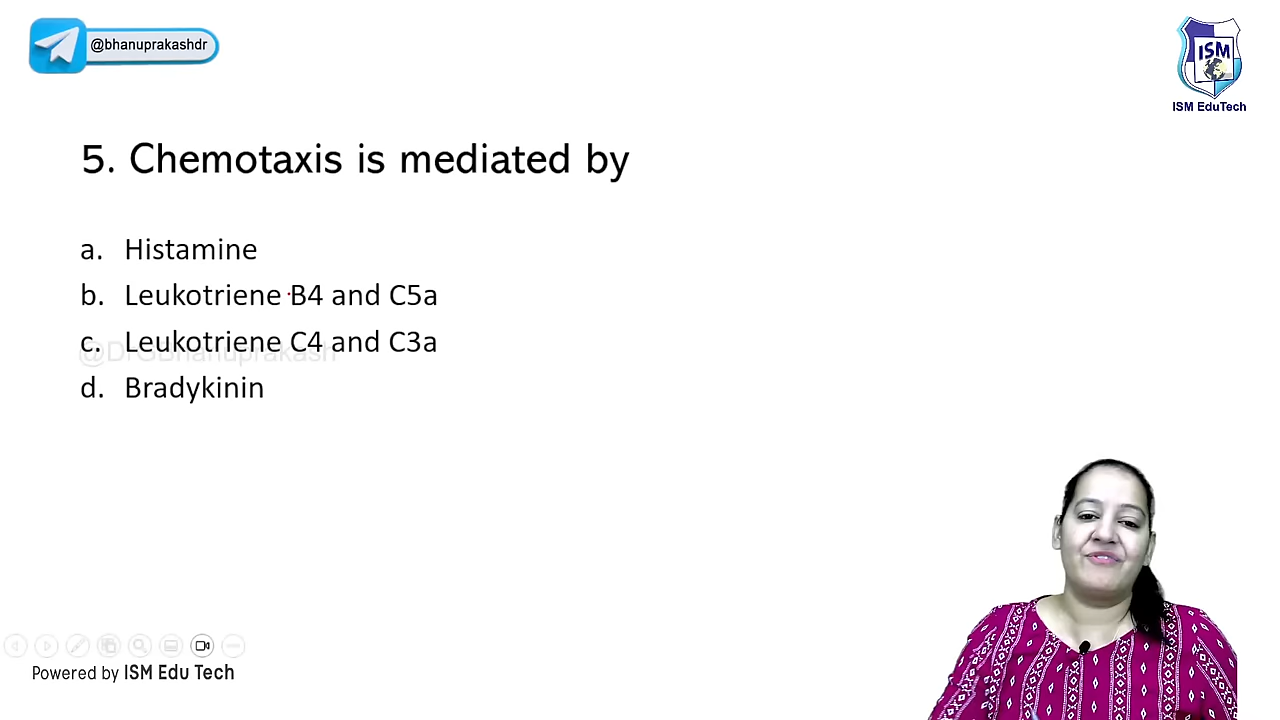 @bhanuprakashdr
ISM
ISM EduTech
5. Chemotaxis is mediated by
a. Histamine
b. Leukotriene B4 and C5a
c. Leukotriene C4 and C3a
@DrGBhanuprakash
d. Bradykinin
Powered by ISM Edu Tech